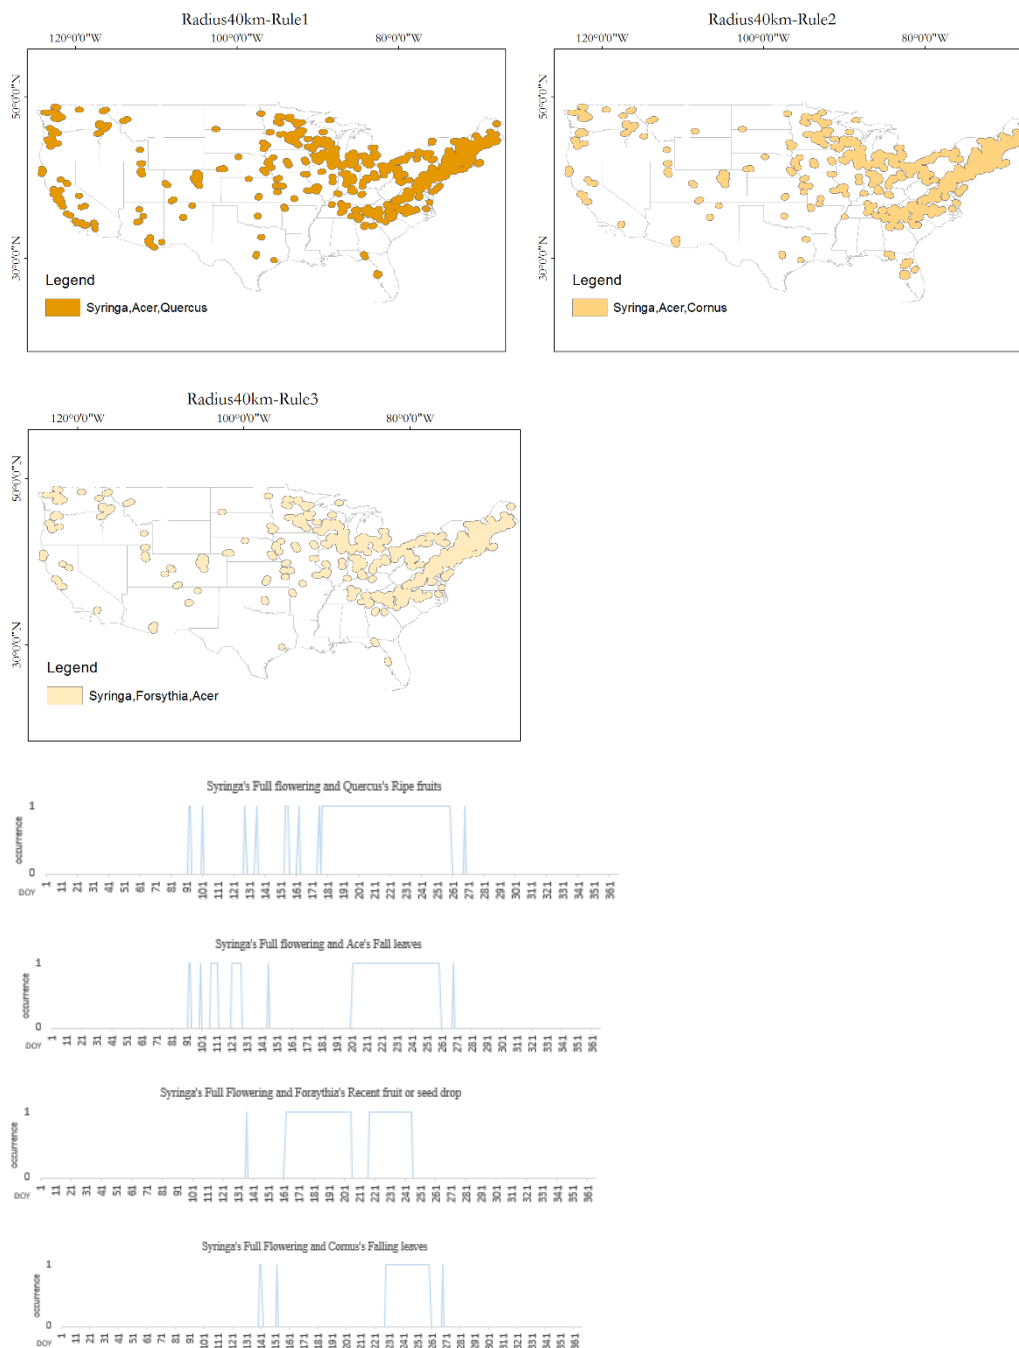 Radius40km-Rule1
120°0'0"W 100°0'0"W 80°0'0"W
50°0'0"N
30°0'0"N
Legend
Syringa,Acer,Quercus
Radius40km-Rule2
120°0'0"W 100°0'0"W 80°0'0"W
50°0'0"N
30°0'0"N
Legend
Syringa,Acer,Cornus
Radius40km-Rule3
120°0'0"W 100°0'0"W 80°0'0"W
50°0'0"N
30°0'0"N
Legend
Syringa,Forsythia,Acer
Syringa's Full flowering and Quercus's Ripe fruits
occurrence
1
0
DOY
1 11 21 31 41 51 61 71 81 91 101 111 121 131 141 151 161 171 181 191 201 211 221 231 241 251 261 271 281 291 301 311 321 331 341 351 361
Syringa's Full flowering and Ace's Fall leaves
occurrence
1
0
DOY
1 11 21 31 41 51 61 71 81 91 101 111 121 131 141 151 161 171 181 191 201 211 221 231 241 251 261 271 281 291 301 311 321 331 341 351 361
Syringa's Full Flowering and Foraythia's Recent fruit or seed drop
occurrence
1
0
DOY
1 11 21 31 41 51 61 71 81 91 101 111 121 131 141 151 161 171 181 191 201 211 221 231 241 251 261 271 281 291 301 311 321 331 341 351 361
Syringa's Full Flowering and Cornus's Falling leaves
occurrence
1
0
DOY
1 11 21 31 41 51 61 71 81 91 101 111 121 131 141 151 161 171 181 191 201 211 221 231 241 251 261 271 281 291 301 311 321 331 341 351 361